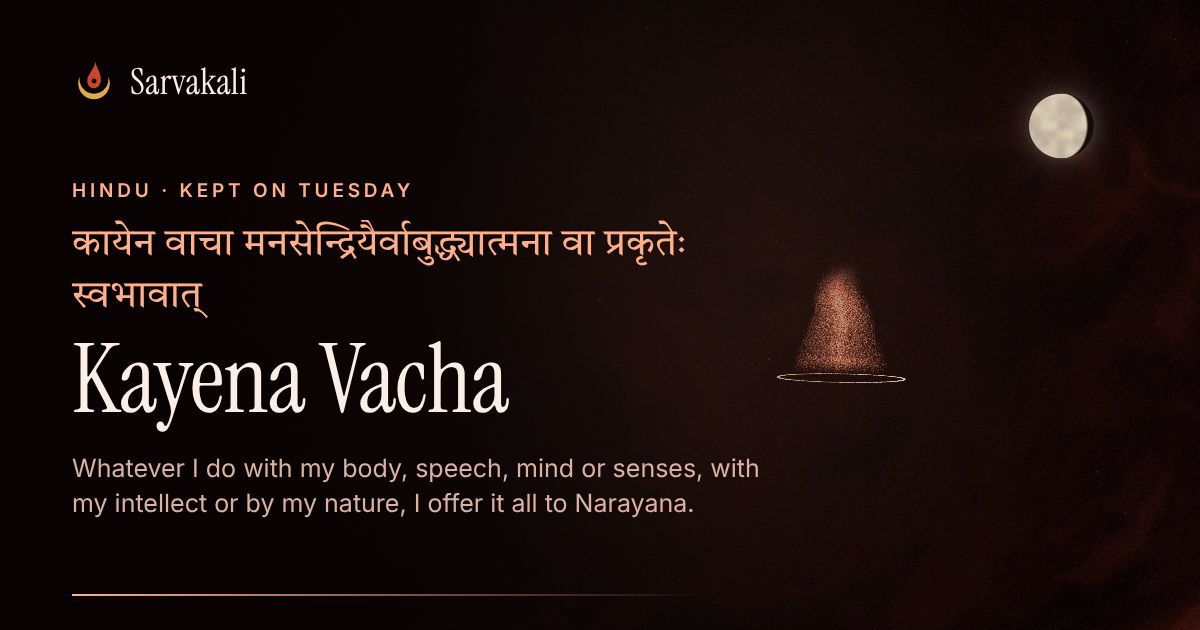 Sarvakali
HINDU · KEPT ON TUESDAY
कायेन वाचा मनसेन्द्रियैर्वाबुद्ध्यात्मना वा प्रकृतेः
स्वभावात्
Kayena Vacha
Whatever I do with my body, speech, mind or senses, with
my intellect or by my nature, I offer it all to Narayana.